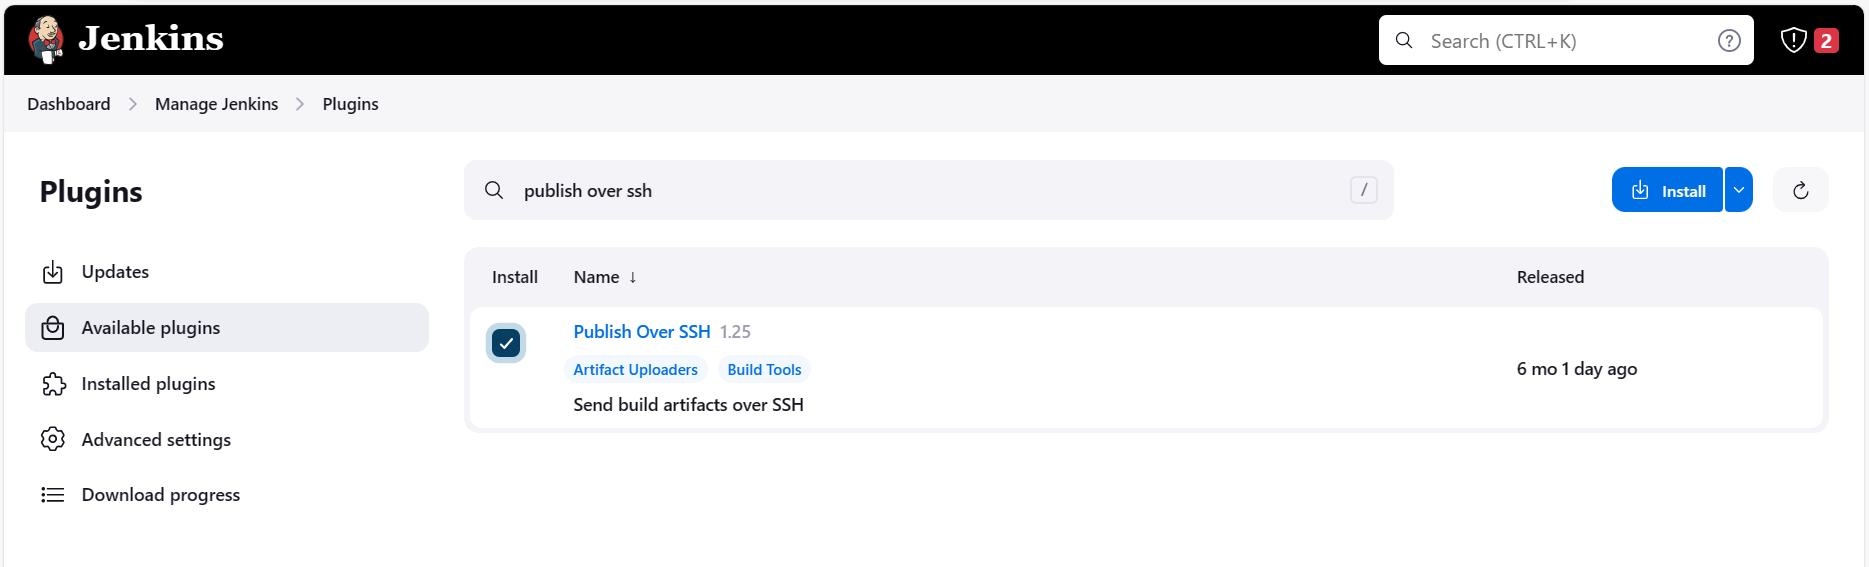 Jenkins
Search (CTRL+K)
2
Dashboard > Manage Jenkins > Plugins
Plugins
publish over ssh
/
Install
Updates
Available plugins
Installed plugins
Advanced settings
Download progress
Install Name ↓ Released
Publish Over SSH 1.25
Artifact Uploaders Build Tools
Send build artifacts over SSH
6 mo 1 day ago